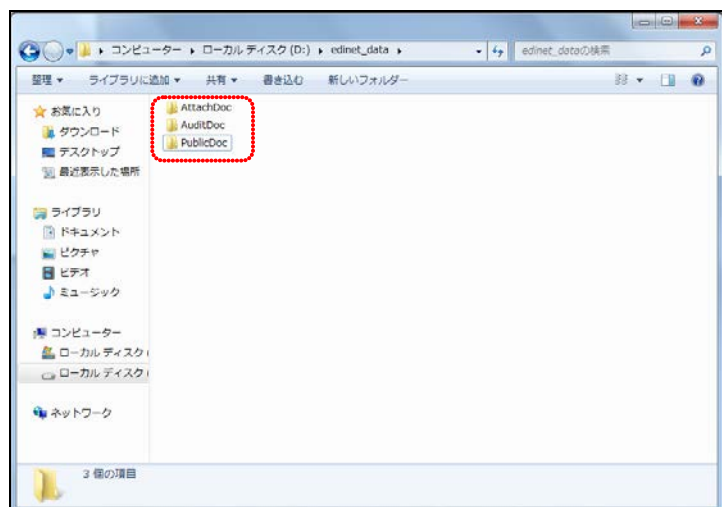 コンピューター ▸ ローカル ディスク (D:) ▸ edinet_data ▸
edinet_dataの検索
整理 ▼ ライブラリに追加 ▼ 共有 ▼ 書き込む 新しいフォルダー
お気に入り
ダウンロード
デスクトップ
最近表示した場所
ライブラリ
ドキュメント
ピクチャ
ビデオ
ミュージック
コンピューター
ローカル ディスク (
ローカル ディスク (
ネットワーク
AttachDoc
AuditDoc
PublicDoc
3 個の項目